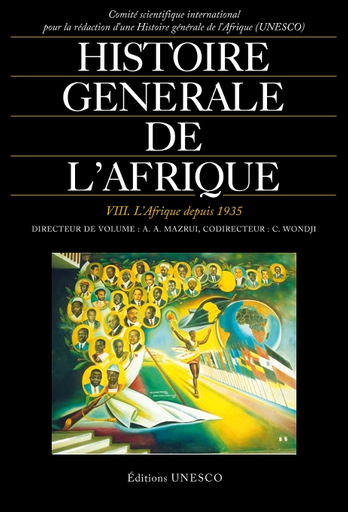 Comité scientifique international
pour la rédaction d'une Histoire générale de l'Afrique (UNESCO)
HISTOIRE
GENERALE
DE
L'AFRIQUE
VIII. L'Afrique depuis 1935
DIRECTEUR DE VOLUME : A. A. MAZRUI, CODIRECTEUR : C. WONDJI
Éditions UNESCO